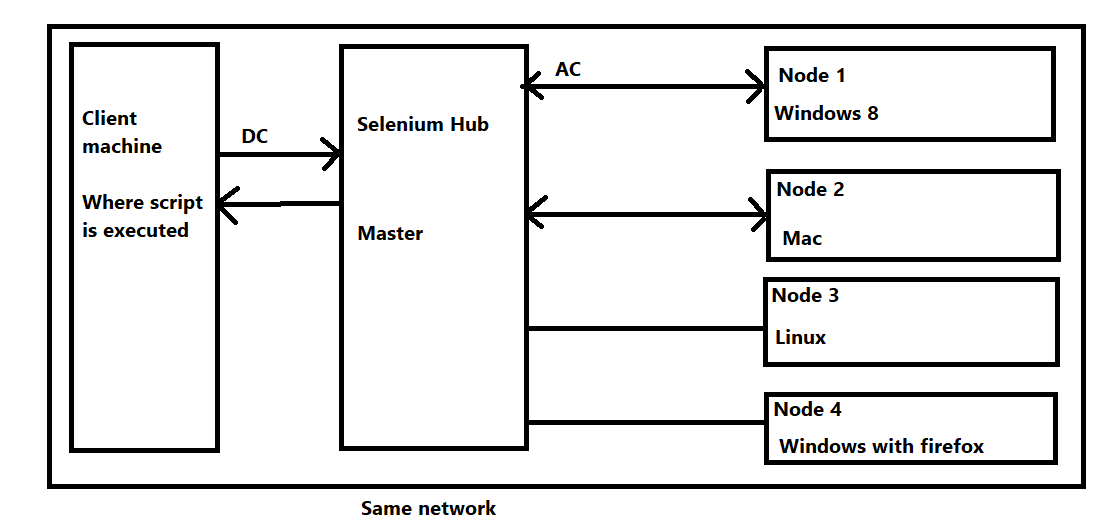 Client
machine
Where script
is executed
DC
Selenium Hub
Master
AC
Node 1
Windows 8
Node 2
Mac
Node 3
Linux
Node 4
Windows with firefox
Same network